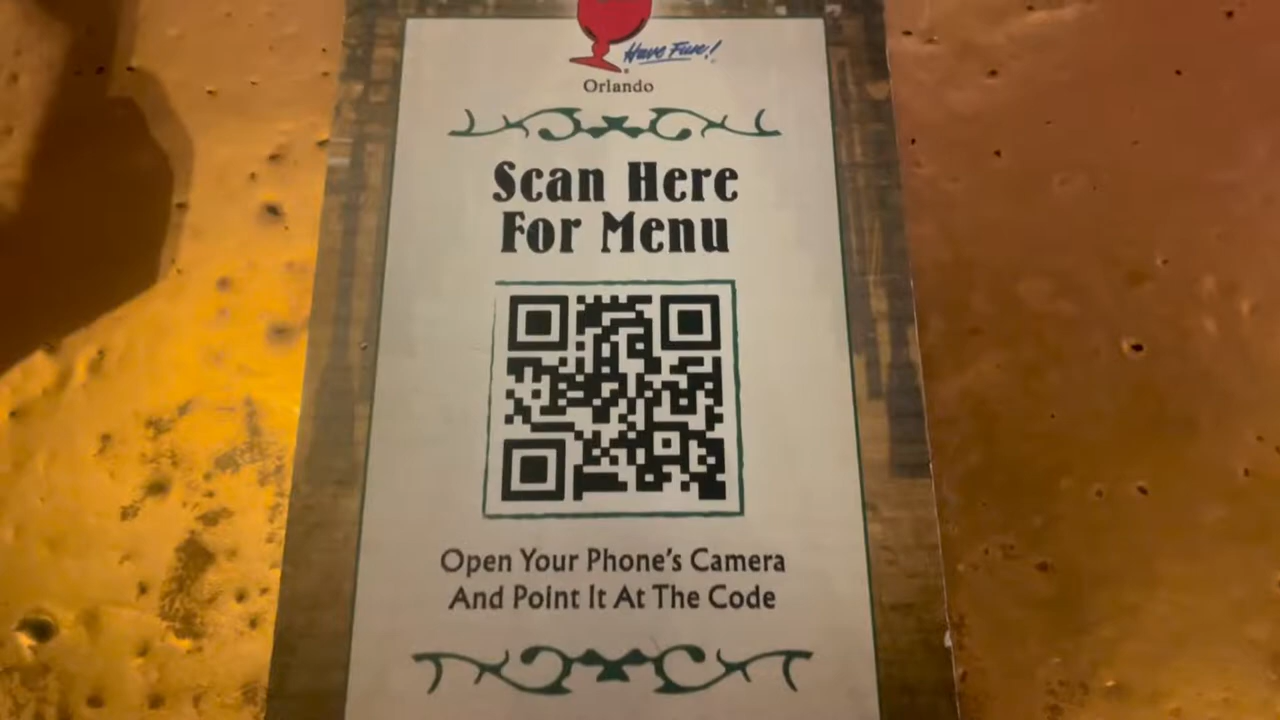 Have Fun!
Orlando
Scan Here
For Menu
Open Your Phone's Camera
And Point It At The Code